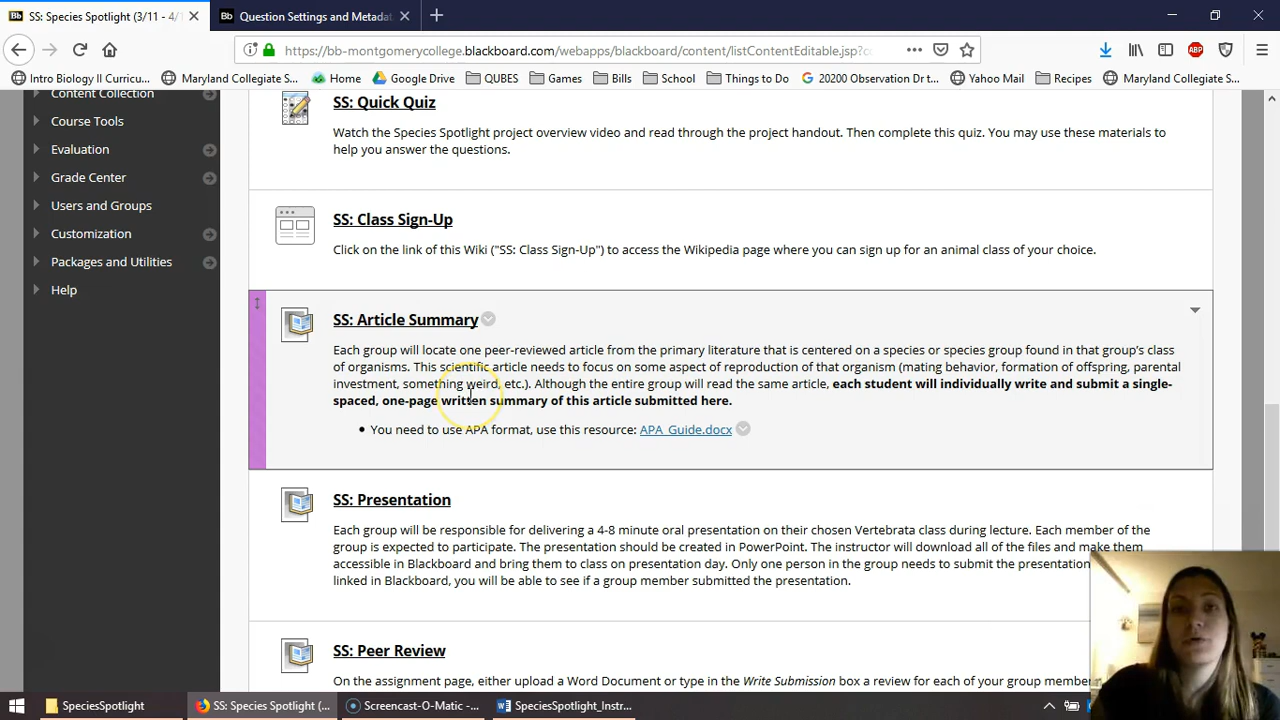 SS: Species Spotlight (3/11 - 4/1
Question Settings and Metadat
https://bb-montgomerycollege.blackboard.com/webapps/blackboard/content/listContentEditable.jsp?cc
Intro Biology II Curricu... Maryland Collegiate S... Home Google Drive QUBES Games Bills School Things to Do 20200 Observation Dr t... Yahoo Mail Recipes Maryland Collegiate S...
Content Collection
Course Tools
Evaluation
Grade Center
Users and Groups
Customization
Packages and Utilities
Help
SS: Quick Quiz
Watch the Species Spotlight project overview video and read through the project handout. Then complete this quiz. You may use these materials to
help you answer the questions.
SS: Class Sign-Up
Click on the link of this Wiki ("SS: Class Sign-Up") to access the Wikipedia page where you can sign up for an animal class of your choice.
SS: Article Summary
Each group will locate one peer-reviewed article from the primary literature that is centered on a species or species group found in that group's class
of organisms. This scientific article needs to focus on some aspect of reproduction of that organism (mating behavior, formation of offspring, parental
investment, something weird, etc.). Although the entire group will read the same article, each student will individually write and submit a single-
spaced, one-page written summary of this article submitted here.
• You need to use APA format, use this resource: APA_Guide.docx
SS: Presentation
Each group will be responsible for delivering a 4-8 minute oral presentation on their chosen Vertebrata class during lecture. Each member of the
group is expected to participate. The presentation should be created in PowerPoint. The instructor will download all of the files and make them
accessible in Blackboard and bring them to class on presentation day. Only one person in the group needs to submit the presentation
linked in Blackboard, you will be able to see if a group member submitted the presentation.
SS: Peer Review
On the assignment page, either upload a Word Document or type in the Write Submission box a review for each of your group
SpeciesSpotlight
SS: Species Spotlight (...
Screencast-O-Matic -...
SpeciesSpotlight_Instr...